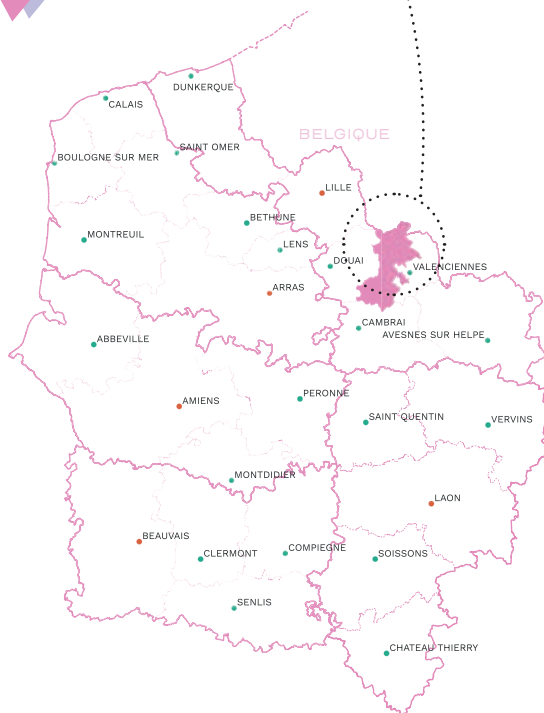 DUNKERQUE
CALAIS
BELGIQUE
SAINT OMER
BOULOGNE SUR MER
LILLE
BETHUNE
MONTREUIL
LENS
DOUAI
VALENCIENNES
ARRAS
CAMBRAI
AVESNES SUR HELPE
ABBEVILLE
PERONNE
AMIENS
SAINT QUENTIN
VERVINS
MONTDIDIER
LAON
BEAUVAIS
COMPIEGNE
CLERMONT
SOISSONS
SENLIS
CHATEAU THIERRY